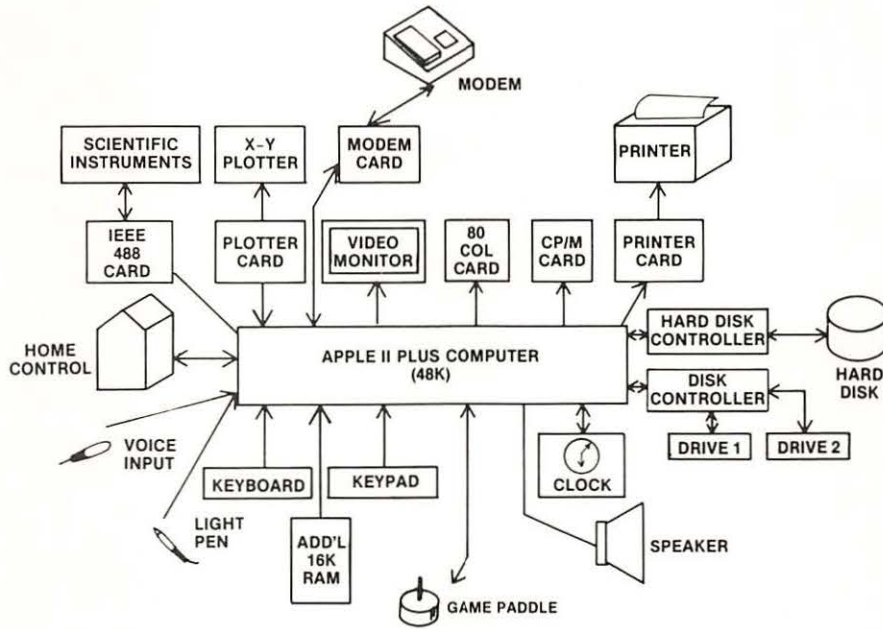 MODEM
SCIENTIFIC
INSTRUMENTS
X-Y
PLOTTER
MODEM
CARD
PRINTER
IEEE
488
CARD
PLOTTER
CARD
VIDEO
MONITOR
80
COL
CARD
CP/M
CARD
PRINTER
CARD
HOME
CONTROL
APPLE II PLUS COMPUTER
(48K)
HARD DISK
CONTROLLER
HARD
DISK
DISK
CONTROLLER
DRIVE 1
DRIVE 2
VOICE
INPUT
KEYBOARD
KEYPAD
CLOCK
LIGHT
PEN
ADD'L
16K
RAM
SPEAKER
GAME PADDLE